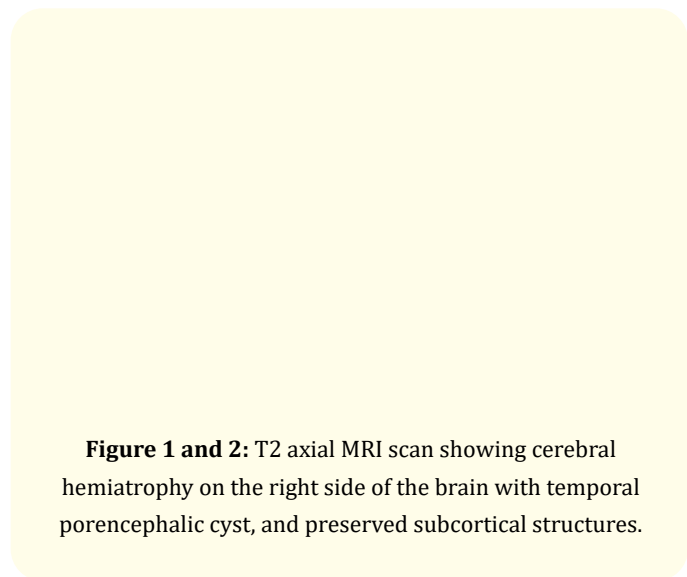 Figure 1 and 2: T2 axial MRI scan showing cerebral
hemiatrophy on the right side of the brain with temporal
porencephalic cyst, and preserved subcortical structures.